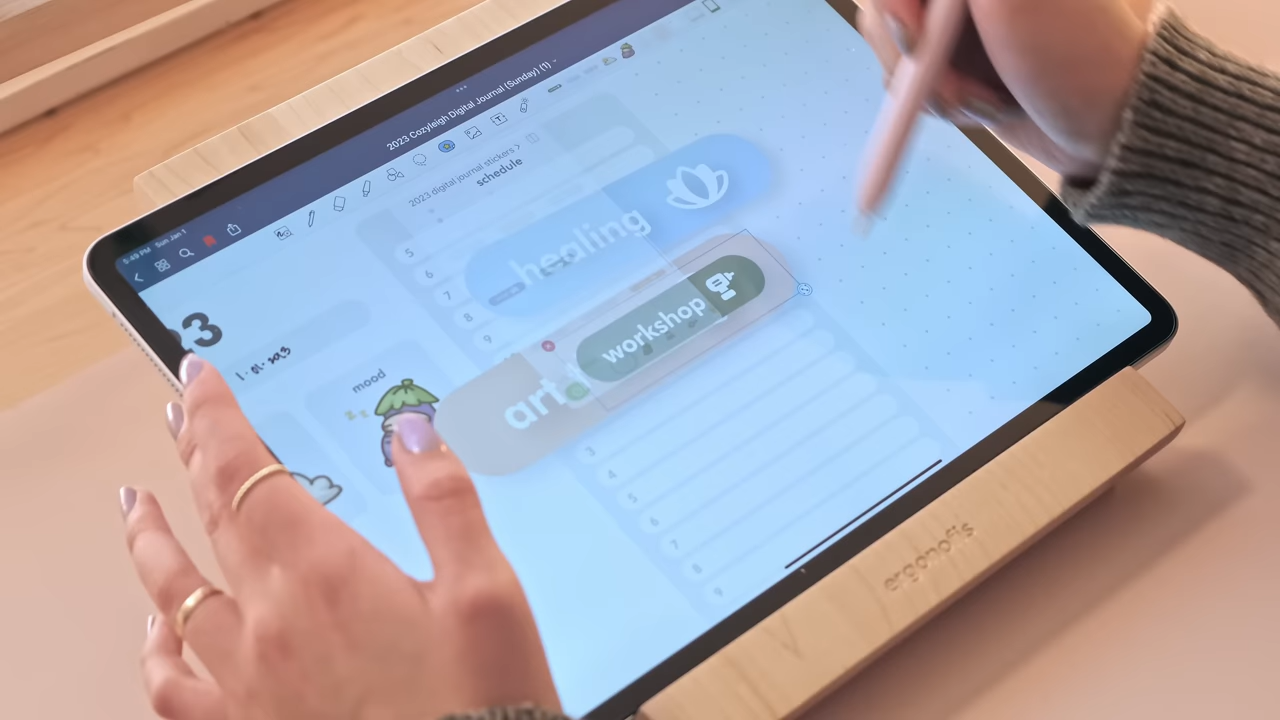 5:49 PM Sun Jan 1
2023 Cozyleigh Digital Journal (Sunday) (1)
2023 digital journal stickers >
schedule
5
6
7
8
9
healing
workshop
art
23
1·01·2023
mood
3
4
5
6
7
8
9
ergonofis